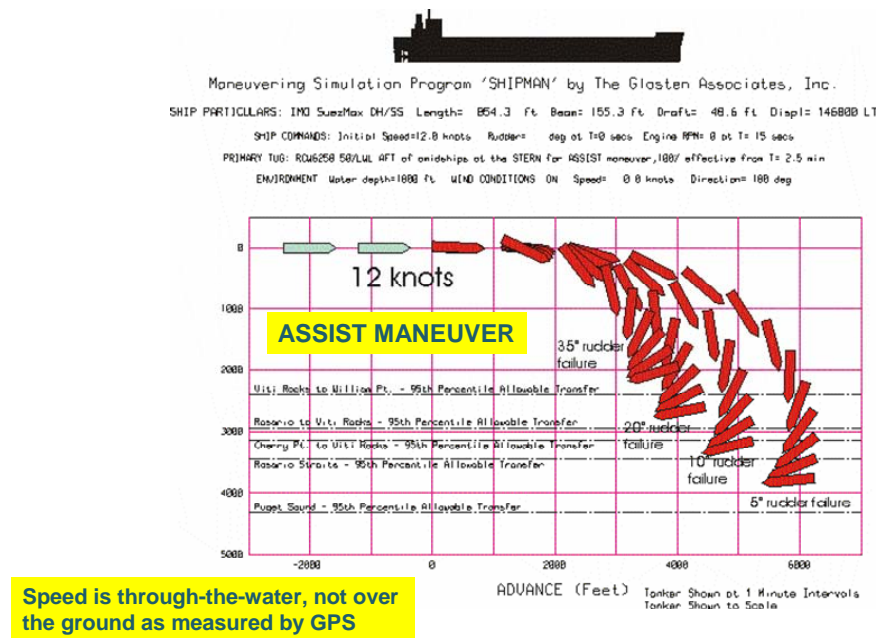 Maneuvering Simulation Program 'SHIPMAN' by The Glosten Associates, Inc.
SHIP PARTICULARS: IMO SuezMax DH/SS Length= 854.3 ft Beam= 155.3 ft Draft= 48.6 ft Displ= 146800 LT
SHIP COMMANDS: Initial Speed=12.0 knots Rudder= deg at T=0 secs Engine RPM= 0 at T= 15 secs
PRIMARY TUG: 50/LWL AFT of amidships at the STERN for ASSIST maneuver,100/ effective from T= 2.5 min
ENVIRONMENT Water depth=1000 ft WIND CONDITIONS ON Speed= 0.0 knots Direction= 180 deg
0
12 knots
1000
ASSIST MANEUVER
35° rudder
failure
2000
Viti Rocks to William Pt. - 95th Percentile Allowable Transfer
Rosario to Viti Rocks - 95th Percentile Allowable Transfer
20° rudder
failure
3000
Cherry Pt. to Viti Rocks - 95th Percentile Allowable Transfer
Rosario Straits - 95th Percentile Allowable Transfer
10° rudder
failure
4000
5° rudder failure
Puget Sound - 95th Percentile Allowable Transfer
5000
-2000 0 2000 4000 6000
ADVANCE (Feet)
Tanker Shown at 1 Minute Intervals
Tanker Shown to Scale
Speed is through-the-water, not over
the ground as measured by GPS